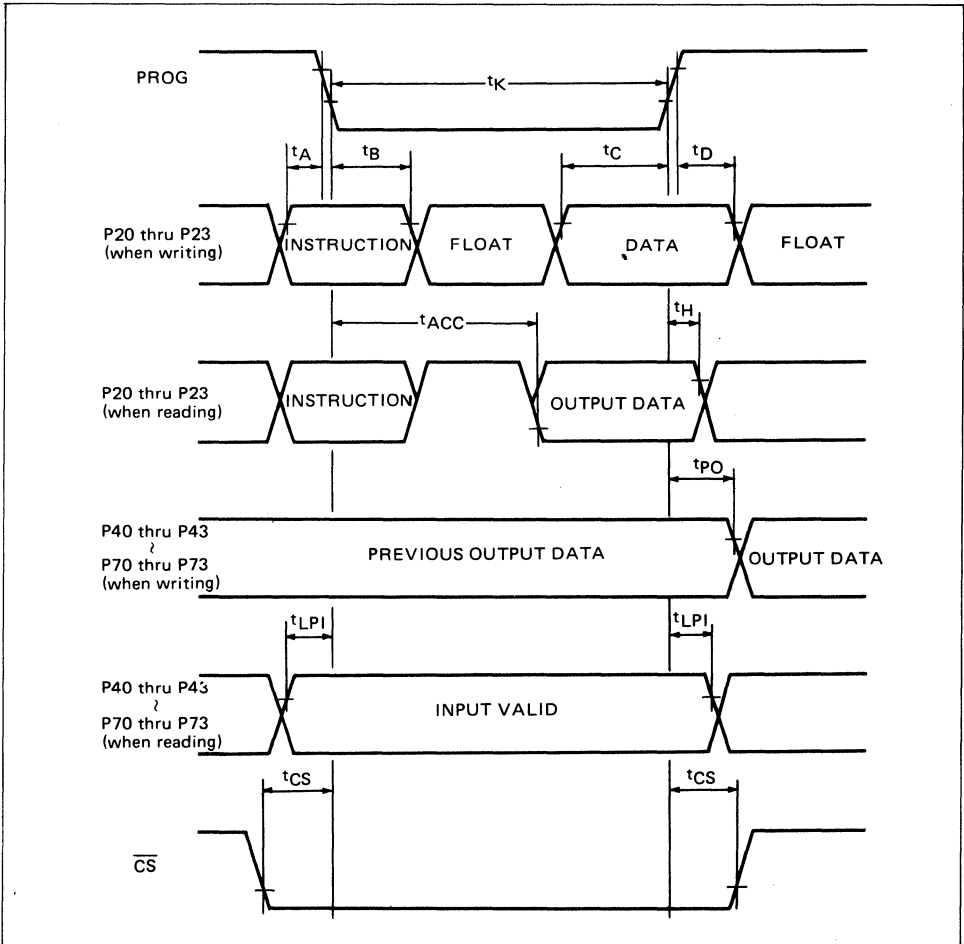 PROG
tK
tA
tB
tC
tD
P20 thru P23
(when writing)
INSTRUCTION
FLOAT
DATA
FLOAT
tACC
tH
P20 thru P23
(when reading)
INSTRUCTION
OUTPUT DATA
tPO
P40 thru P43
~
P70 thru P73
(when writing)
PREVIOUS OUTPUT DATA
OUTPUT DATA
tLPI
tLPI
P40 thru P43
~
P70 thru P73
(when reading)
INPUT VALID
tCS
tCS
C̅S̅